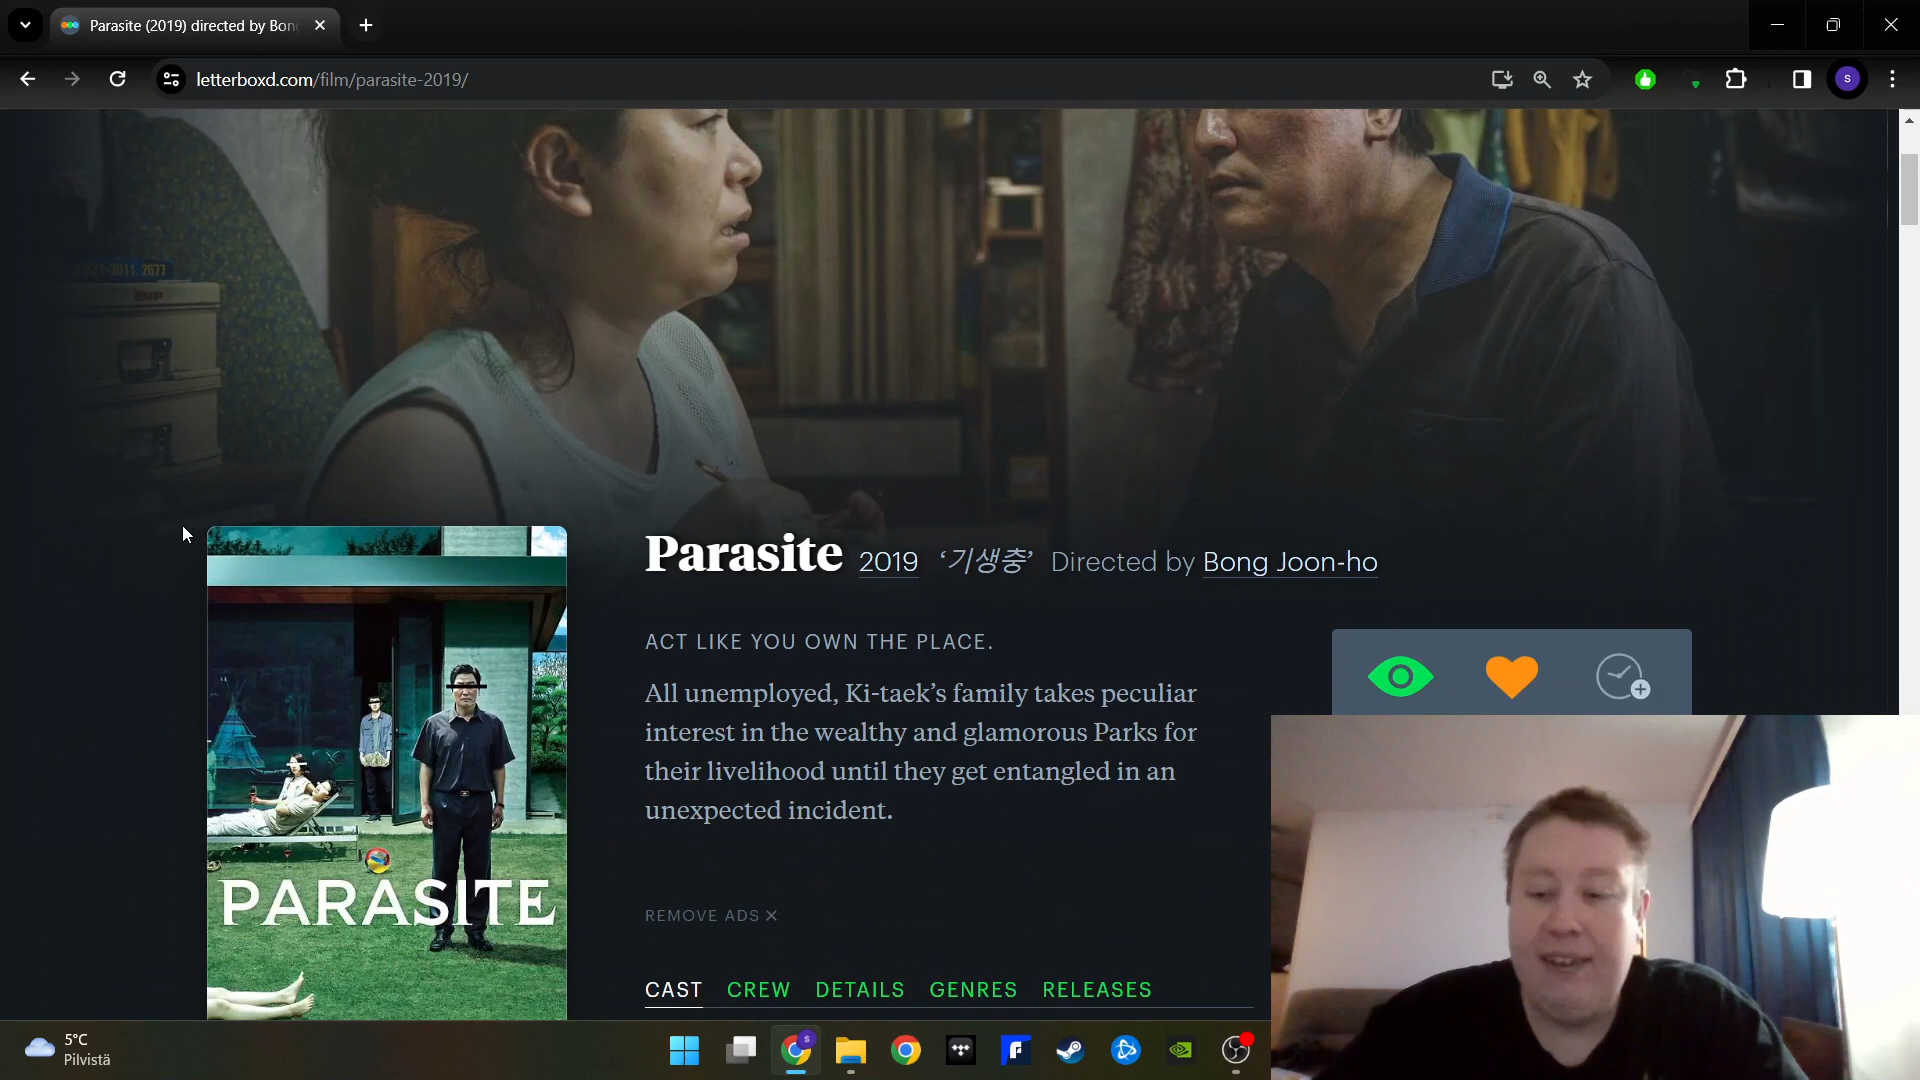 Parasite (2019) directed by Bon
letterboxd.com/film/parasite-2019/
S
Parasite 2019 ‘기생충’ Directed by Bong Joon-ho
ACT LIKE YOU OWN THE PLACE.
All unemployed, Ki-taek’s family takes peculiar
interest in the wealthy and glamorous Parks for
their livelihood until they get entangled in an
unexpected incident.
PARASITE
REMOVE ADS
CAST CREW DETAILS GENRES RELEASES
5°C
Pilvistä